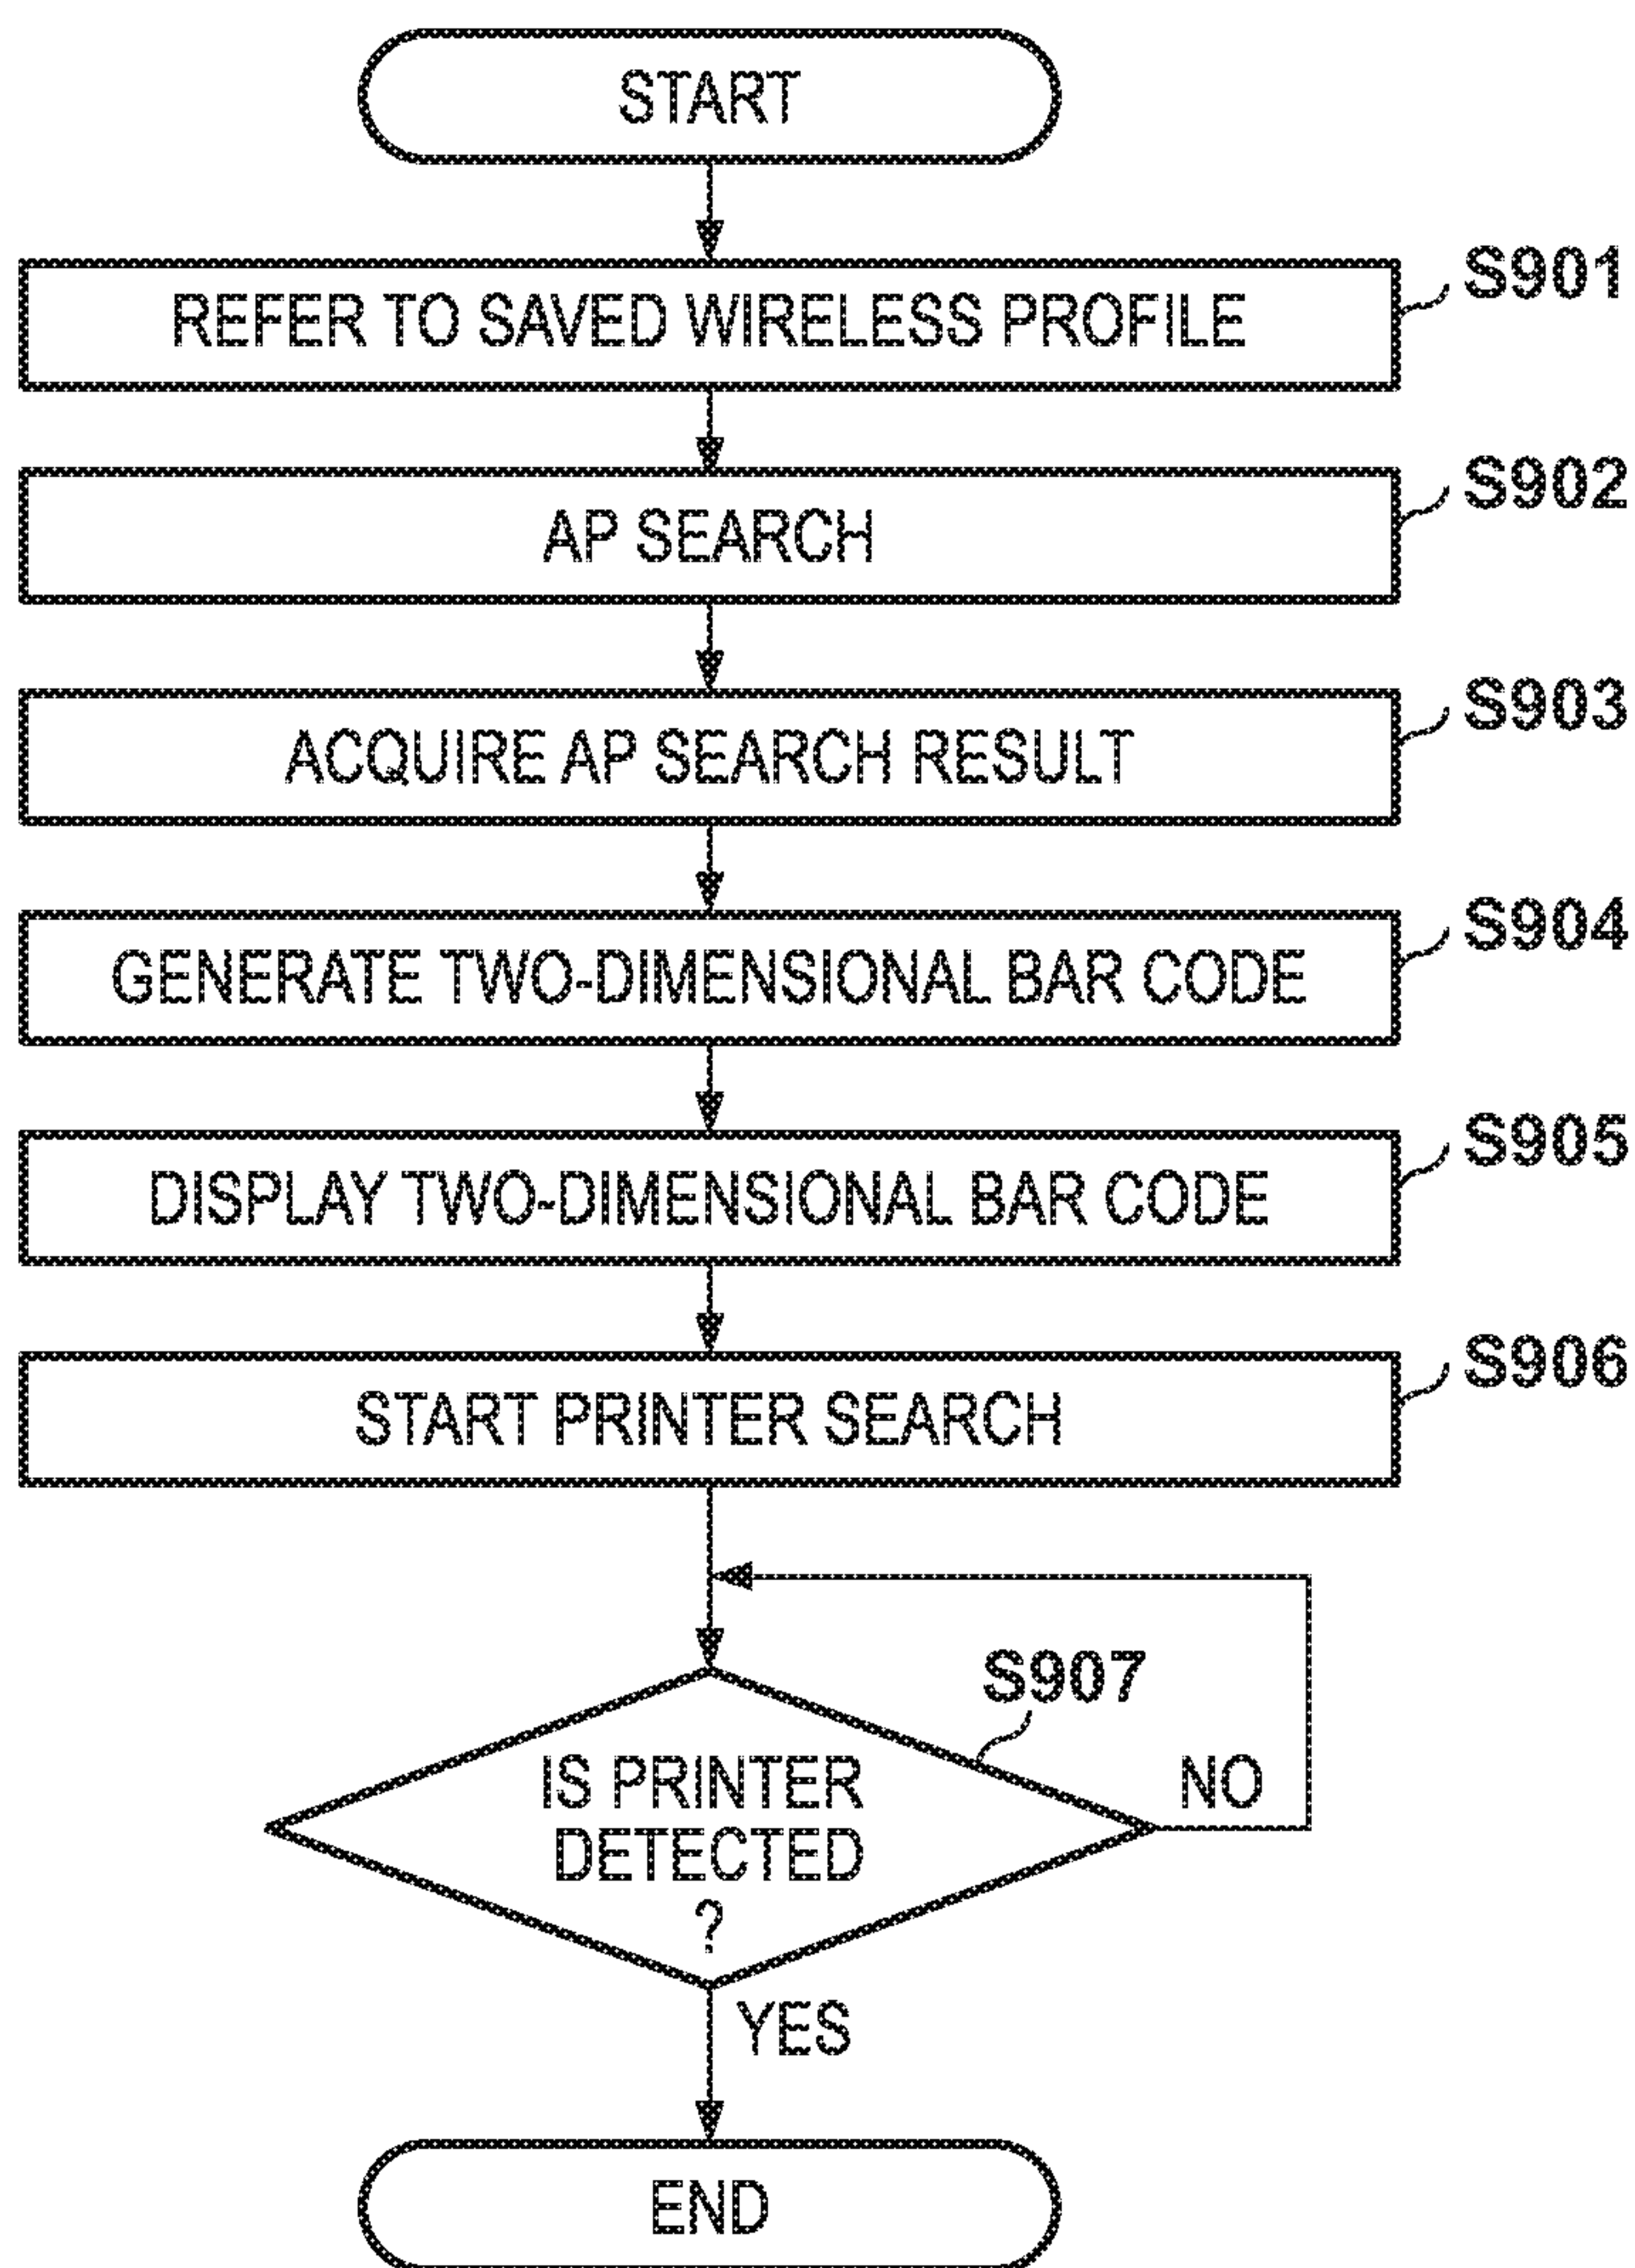 START
REFER TO SAVED WIRELESS PROFILE
S901
AP SEARCH
S902
ACQUIRE AP SEARCH RESULT
S903
GENERATE TWO-DIMENSIONAL BAR CODE
S904
DISPLAY TWO-DIMENSIONAL BAR CODE
S905
START PRINTER SEARCH
S906
S907
IS PRINTER
DETECTED
?
NO
YES
END